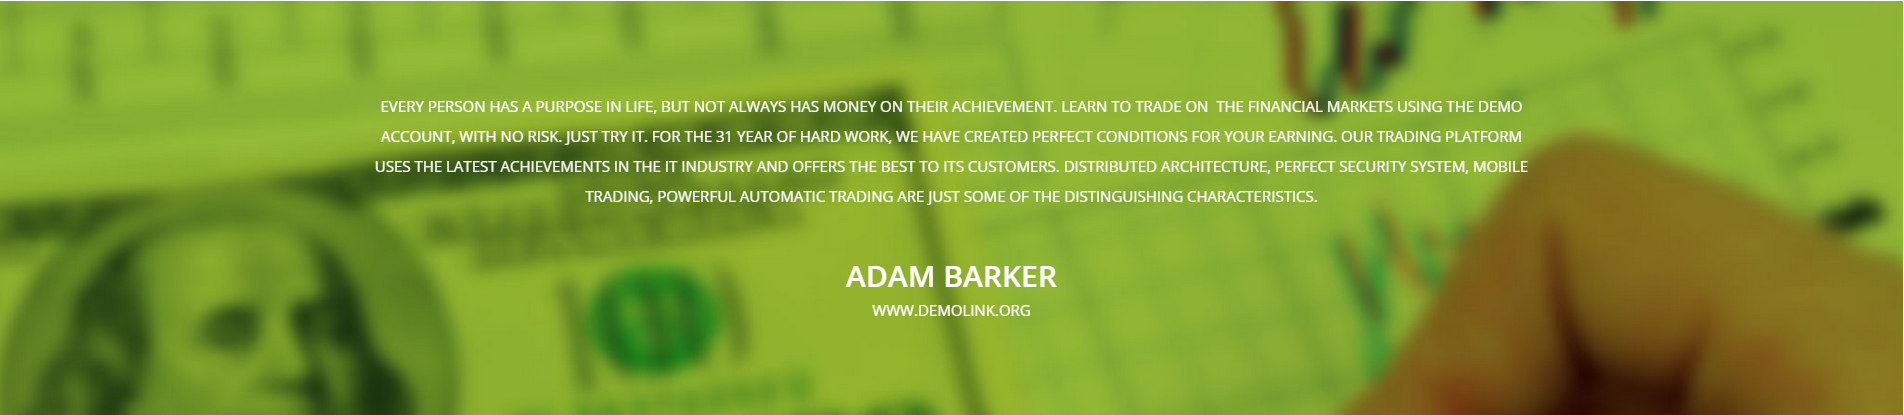 EVERY PERSON HAS A PURPOSE IN LIFE, BUT NOT ALWAYS HAS MONEY ON THEIR ACHIEVEMENT. LEARN TO TRADE ON  THE FINANCIAL MARKETS USING THE DEMO
ACCOUNT, WITH NO RISK. JUST TRY IT. FOR THE 31 YEAR OF HARD WORK, WE HAVE CREATED PERFECT CONDITIONS FOR YOUR EARNING. OUR TRADING PLATFORM
USES THE LATEST ACHIEVEMENTS IN THE IT INDUSTRY AND OFFERS THE BEST TO ITS CUSTOMERS. DISTRIBUTED ARCHITECTURE, PERFECT SECURITY SYSTEM, MOBILE
TRADING, POWERFUL AUTOMATIC TRADING ARE JUST SOME OF THE DISTINGUISHING CHARACTERISTICS.
ADAM BARKER
WWW.DEMOLINK.ORG